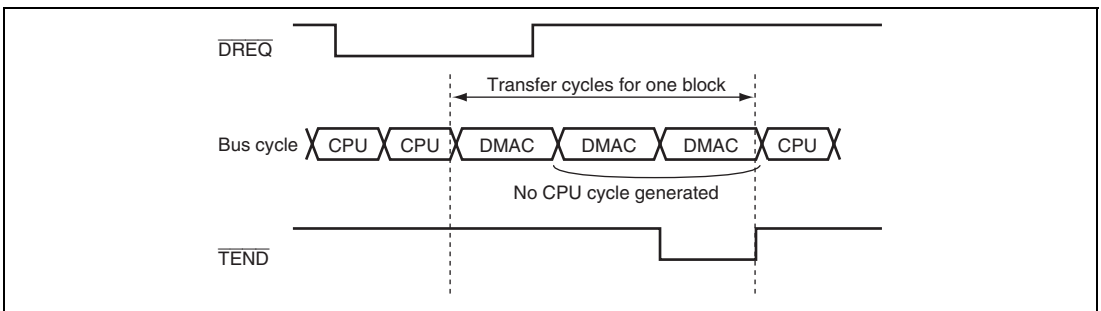 DREQ
Transfer cycles for one block
Bus cycle CPU CPU DMAC DMAC DMAC CPU
No CPU cycle generated
TEND